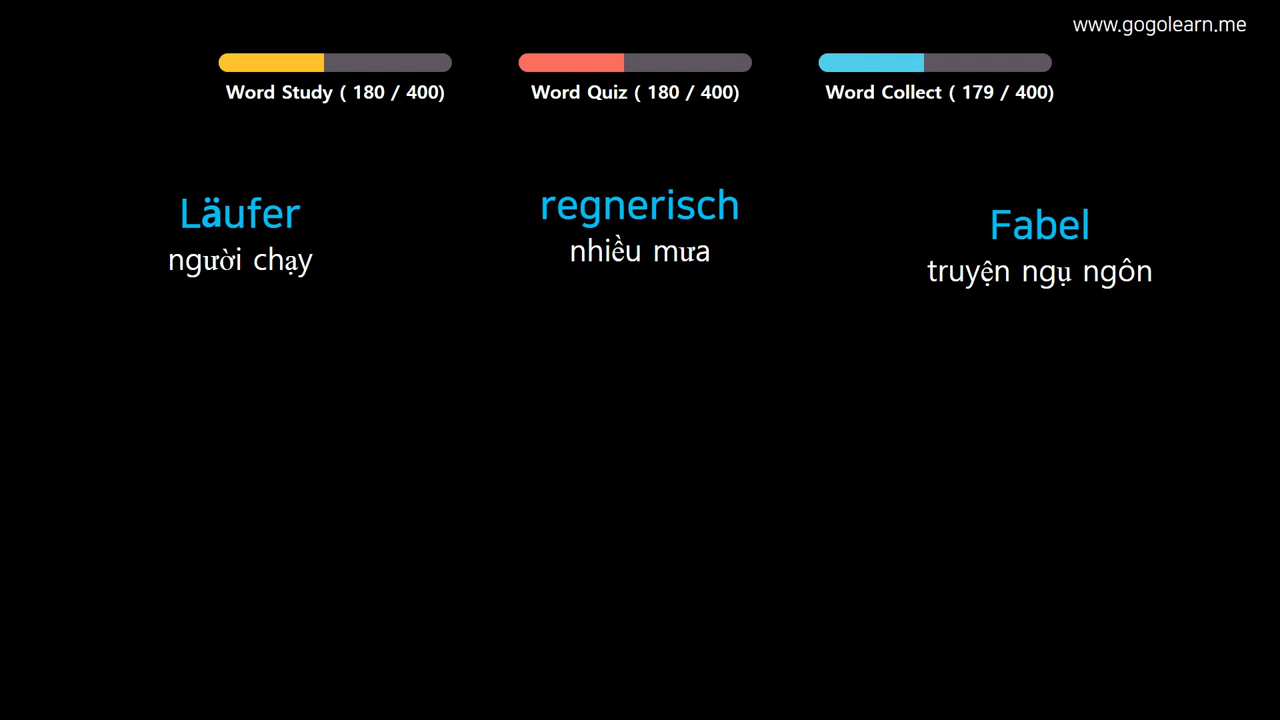 www.gogolearn.me
Word Study ( 180 / 400)
Word Quiz ( 180 / 400)
Word Collect ( 179 / 400)
Läufer
người chạy
regnerisch
nhiều mưa
Fabel
truyện ngụ ngôn